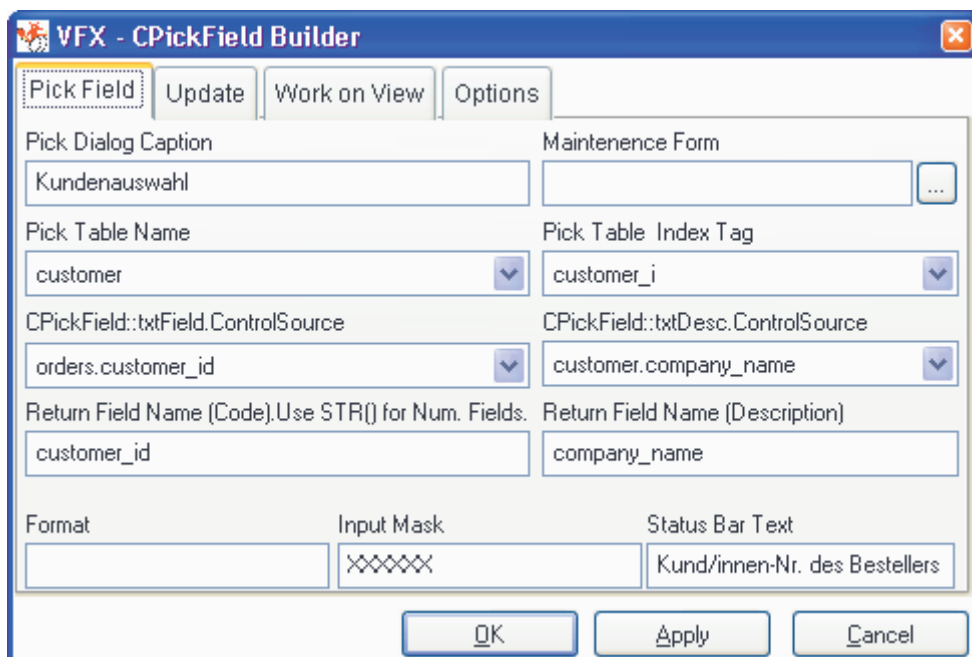 VFX - CPickField Builder
Pick Field Update Work on View Options
Pick Dialog Caption Maintenence Form
Kundenauswahl ...
Pick Table Name Pick Table Index Tag
customer customer_i
CPickField::txtField.ControlSource CPickField::txtDesc.ControlSource
orders.customer_id customer.company_name
Return Field Name (Code).Use STR() for Num. Fields. Return Field Name (Description)
customer_id company_name
Format Input Mask Status Bar Text
XXXXXX Kund/innen-Nr. des Bestellers
OK Apply Cancel